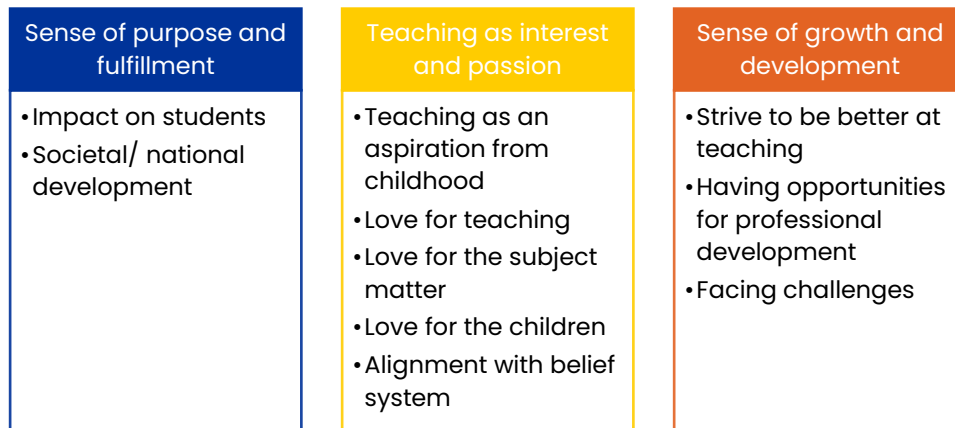 Sense of purpose and
fulfillment
•Impact on students
•Societal/ national
development
Teaching as interest
and passion
•Teaching as an
aspiration from
childhood
•Love for teaching
•Love for the subject
matter
•Love for the children
•Alignment with belief
system
Sense of growth and
development
•Strive to be better at
teaching
•Having opportunities
for professional
development
•Facing challenges